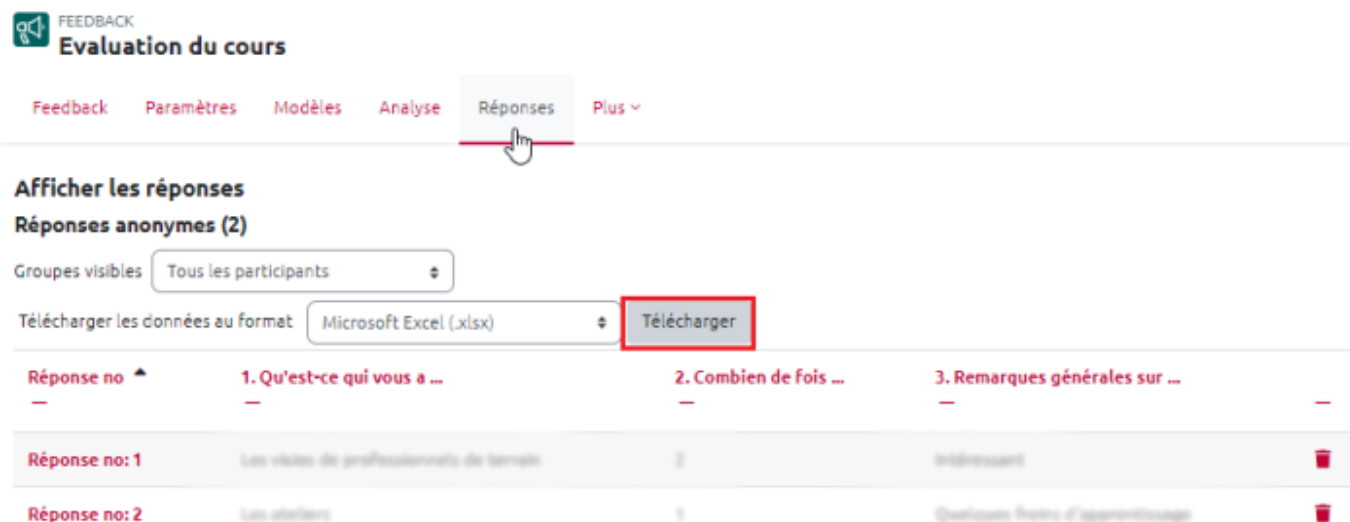 FEEDBACK
Evaluation du cours
Feedback Paramètres Modèles Analyse Réponses Plus
Afficher les réponses
Réponses anonymes (2)
Groupes visibles Tous les participants
Télécharger les données au format Microsoft Excel (.xlsx) Télécharger
Réponse no 1. Qu'est-ce qui vous a ... 2. Combien de fois ... 3. Remarques générales sur ...
Réponse no: 1 de professionnels de terrain 2 Intéressant
Réponse no: 2 Les ateliers 1 Quelques freins d'apprentissage